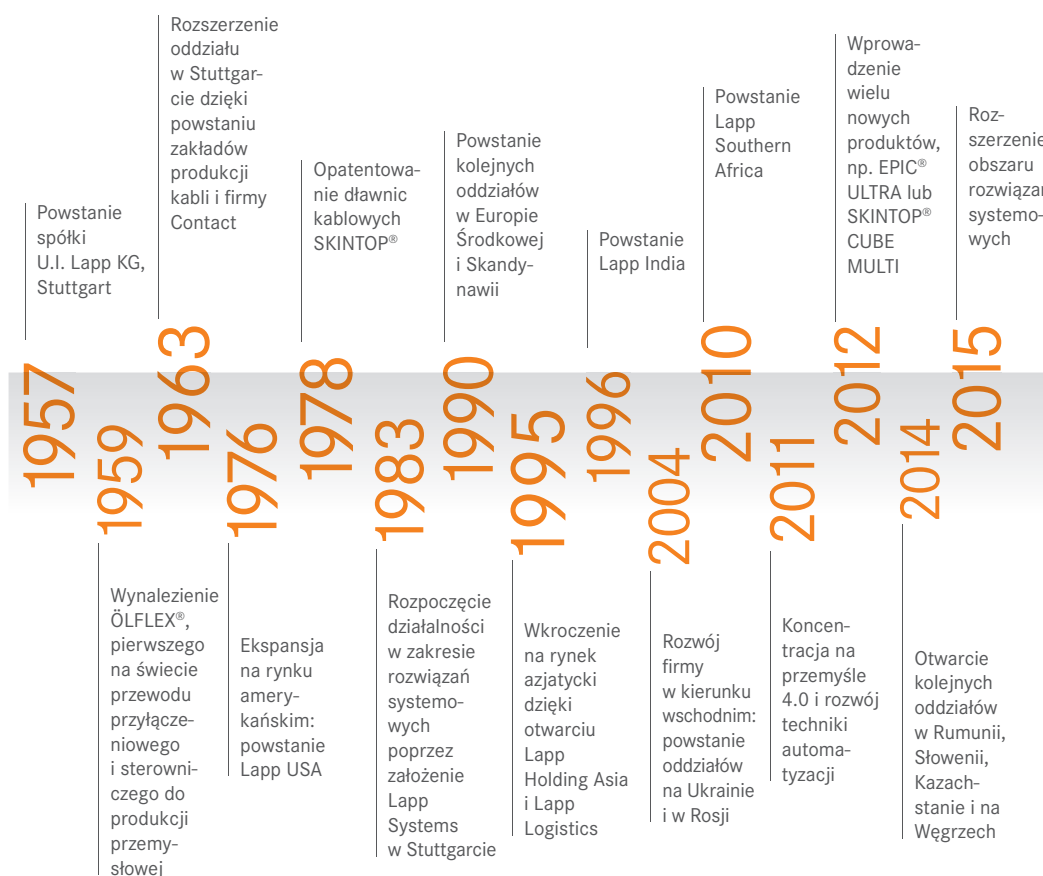 1957
Powstanie
spółki
U.I. Lapp KG,
Stuttgart
1959
Wynalezienie
ÖLFLEX®,
pierwszego
na świecie
przewodu
przyłącze-
niowego
i sterowni-
czego do
produkcji
przemy-
słowej
1963
Rozszerzenie
oddziału
w Stuttgar-
cie dzięki
powstaniu
zakładów
produkcji
kabli i firmy
Contact
1976
Ekspansja
na rynku
amery-
kańskim:
powstanie
Lapp USA
1978
Opatentowa-
nie dławnic
kablowych
SKINTOP®
1983
Rozpoczęcie
działalności
w zakresie
rozwiązań
systemo-
wych
poprzez
założenie
Lapp
Systems
w Stuttgarcie
1990
Powstanie
kolejnych
oddziałów
w Europie
Środkowej
i Skandy-
nawii
1995
Wkroczenie
na rynek
azjatycki
dzięki
otwarciu
Lapp
Holding Asia
i Lapp
Logistics
1996
Powstanie
Lapp India
2004
Rozwój
firmy
w kierunku
wschodnim:
powstanie
oddziałów
na Ukrainie
i w Rosji
2010
Powstanie
Lapp
Southern
Africa
2011
Koncen-
tracja na
przemyśle
4.0 i rozwój
techniki
automa-
tyzacji
2012
Wprowa-
dzenie
wielu
nowych
produktów,
np. EPIC®
ULTRA lub
SKINTOP®
CUBE
MULTI
2014
Otwarcie
kolejnych
oddziałów
w Rumunii,
Słowenii,
Kazach-
stanie i na
Węgrzech
2015
Roz-
szerzenie
obszaru
rozwiązań
systemo-
wych